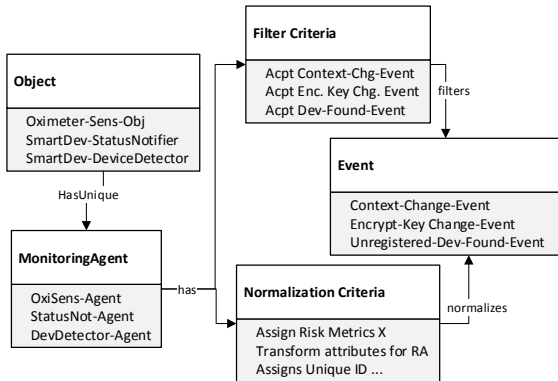 Filter Criteria
Acpt Context-Chg-Event
Acpt Enc. Key Chg. Event
Acpt Dev-Found-Event
Object
Oximeter-Sens-Obj
SmartDev-StatusNotifier
SmartDev-DeviceDetector
filters
HasUnique
Event
Context-Change-Event
Encrypt-Key Change-Event
Unregistered-Dev-Found-Event
MonitoringAgent
OxiSens-Agent
StatusNot-Agent
DevDetector-Agent
has
Normalization Criteria
Assign Risk Metrics X
Transform attributes for RA
Assigns Unique ID ...
normalizes